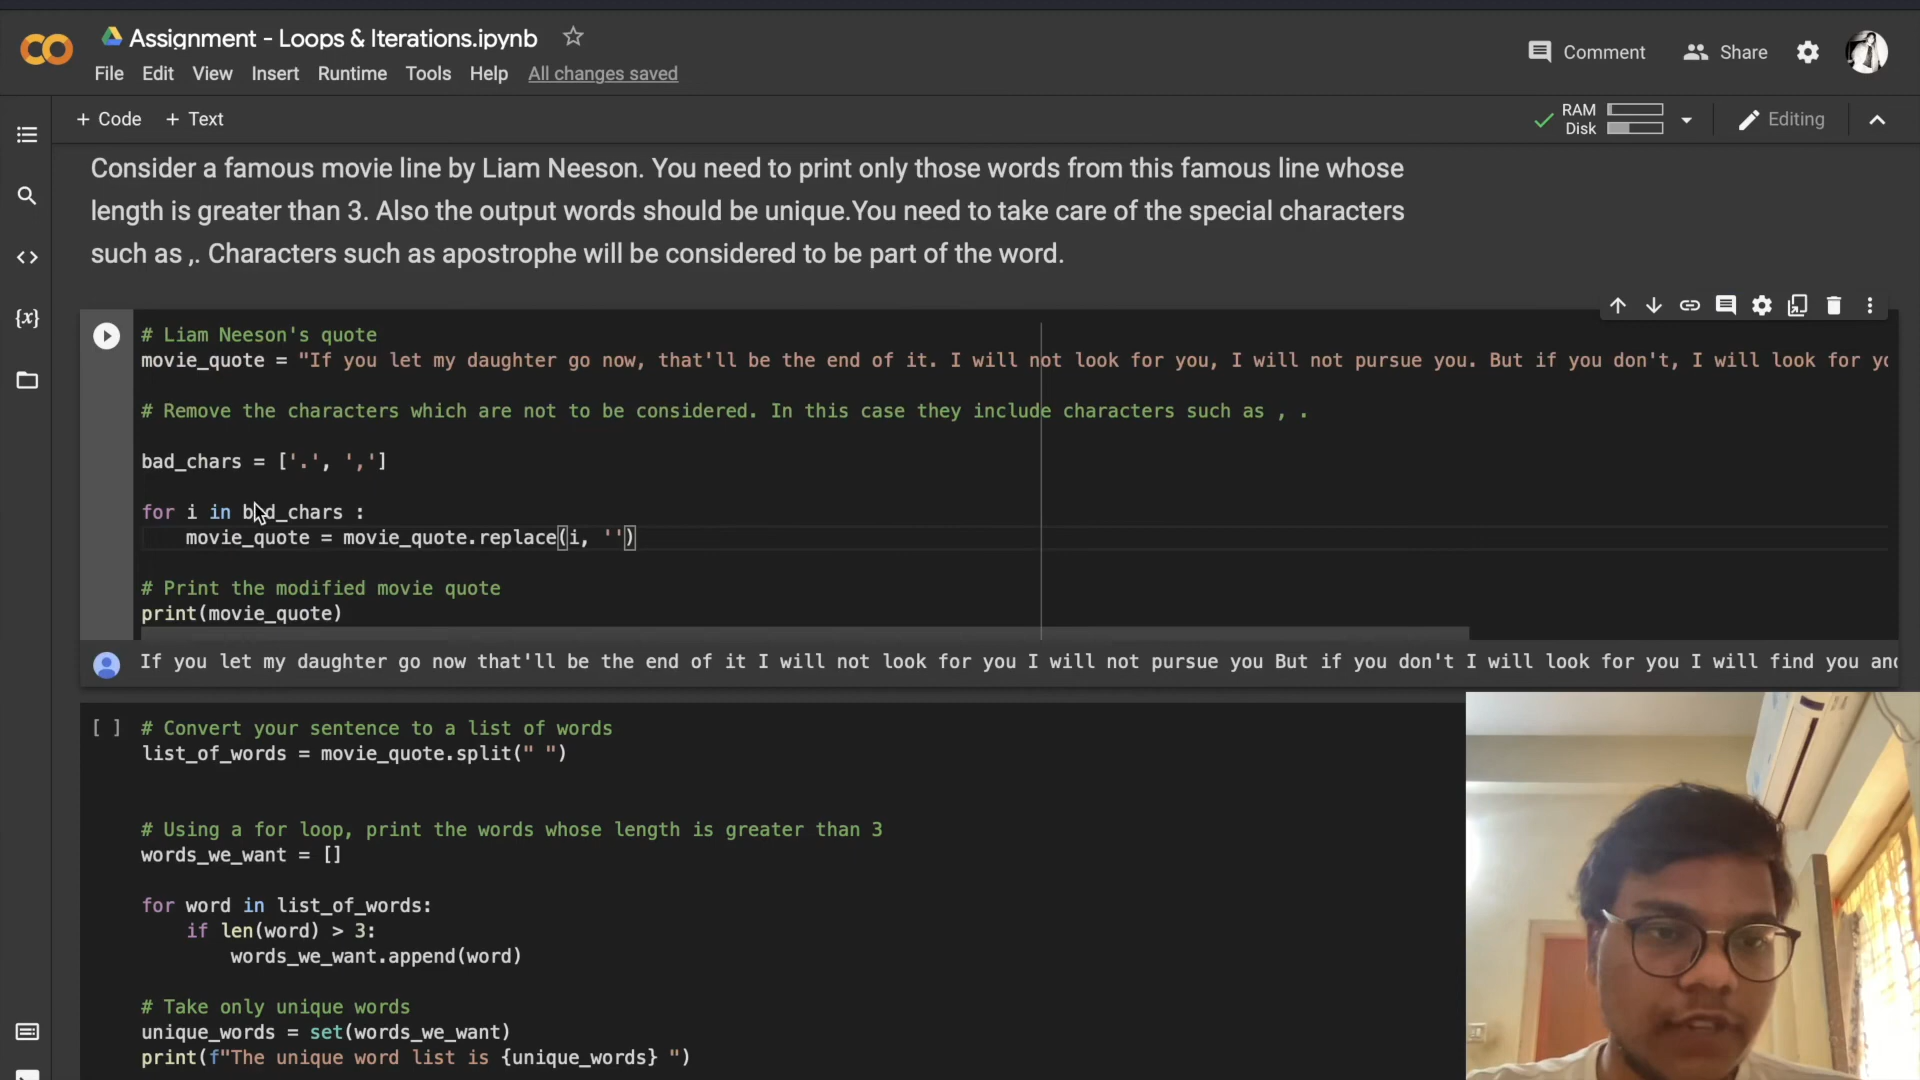 Assignment - Loops & Iterations.ipynb
File Edit View Insert Runtime Tools Help All changes saved
Comment Share
+ Code + Text
RAM
Disk
Editing
Consider a famous movie line by Liam Neeson. You need to print only those words from this famous line whose
length is greater than 3. Also the output words should be unique.You need to take care of the special characters
such as ,. Characters such as apostrophe will be considered to be part of the word.
# Liam Neeson's quote
movie_quote = "If you let my daughter go now, that'll be the end of it. I will not look for you, I will not pursue you. But if you don't, I will look for yo
# Remove the characters which are not to be considered. In this case they include characters such as , .
bad_chars = ['.', ',']
for i in bad_chars :
movie_quote = movie_quote.replace(i, '')
# Print the modified movie quote
print(movie_quote)
If you let my daughter go now that'll be the end of it I will not look for you I will not pursue you But if you don't I will look for you I will find you and
[ ] # Convert your sentence to a list of words
list_of_words = movie_quote.split(" ")
# Using a for loop, print the words whose length is greater than 3
words_we_want = []
for word in list_of_words:
if len(word) > 3:
words_we_want.append(word)
# Take only unique words
unique_words = set(words_we_want)
print(f"The unique word list is {unique_words} ")